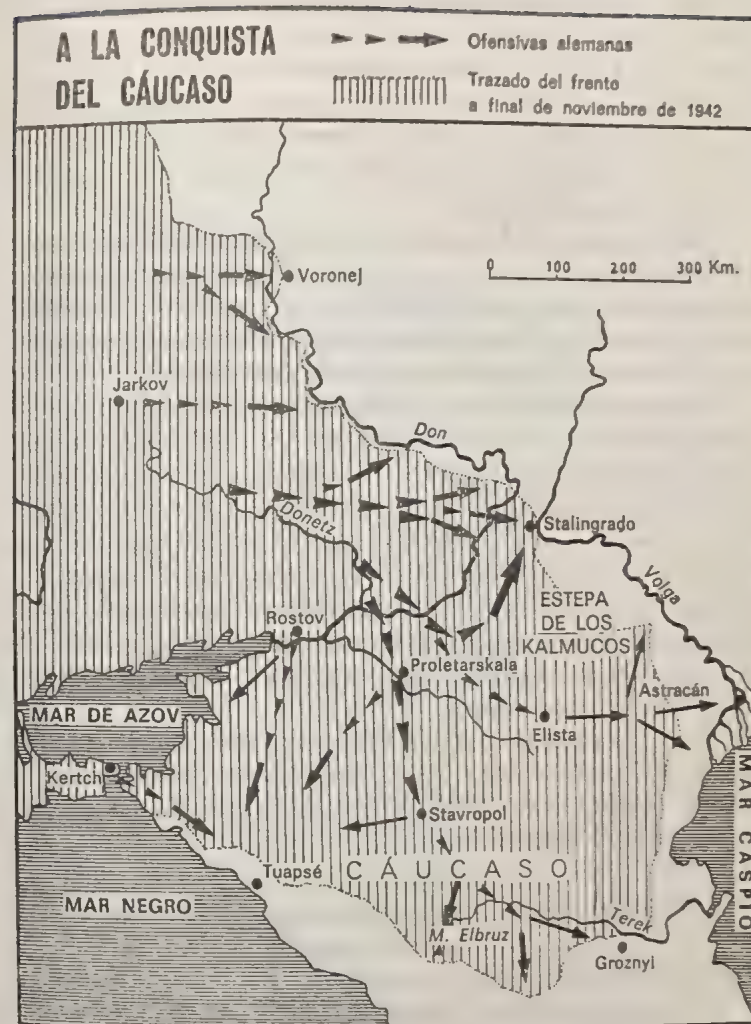 A LA CONQUISTA
DEL CÁUCASO
Ofensivas alemanas
Trazado del frente
a final de noviembre de 1942
0 100 200 300 Km.
Voronej
Jarkov
Don
Donetz
Stalingrado
Volga
ESTEPA
DE LOS
KALMUCOS
Rostov
Proletarskala
Astracán
MAR DE AZOV
Elista
Kertch
Stavropol
MAR CASPIO
Tuapsé
CÁUCASO
MAR NEGRO
M. Elbruz
Terek
Groznyi